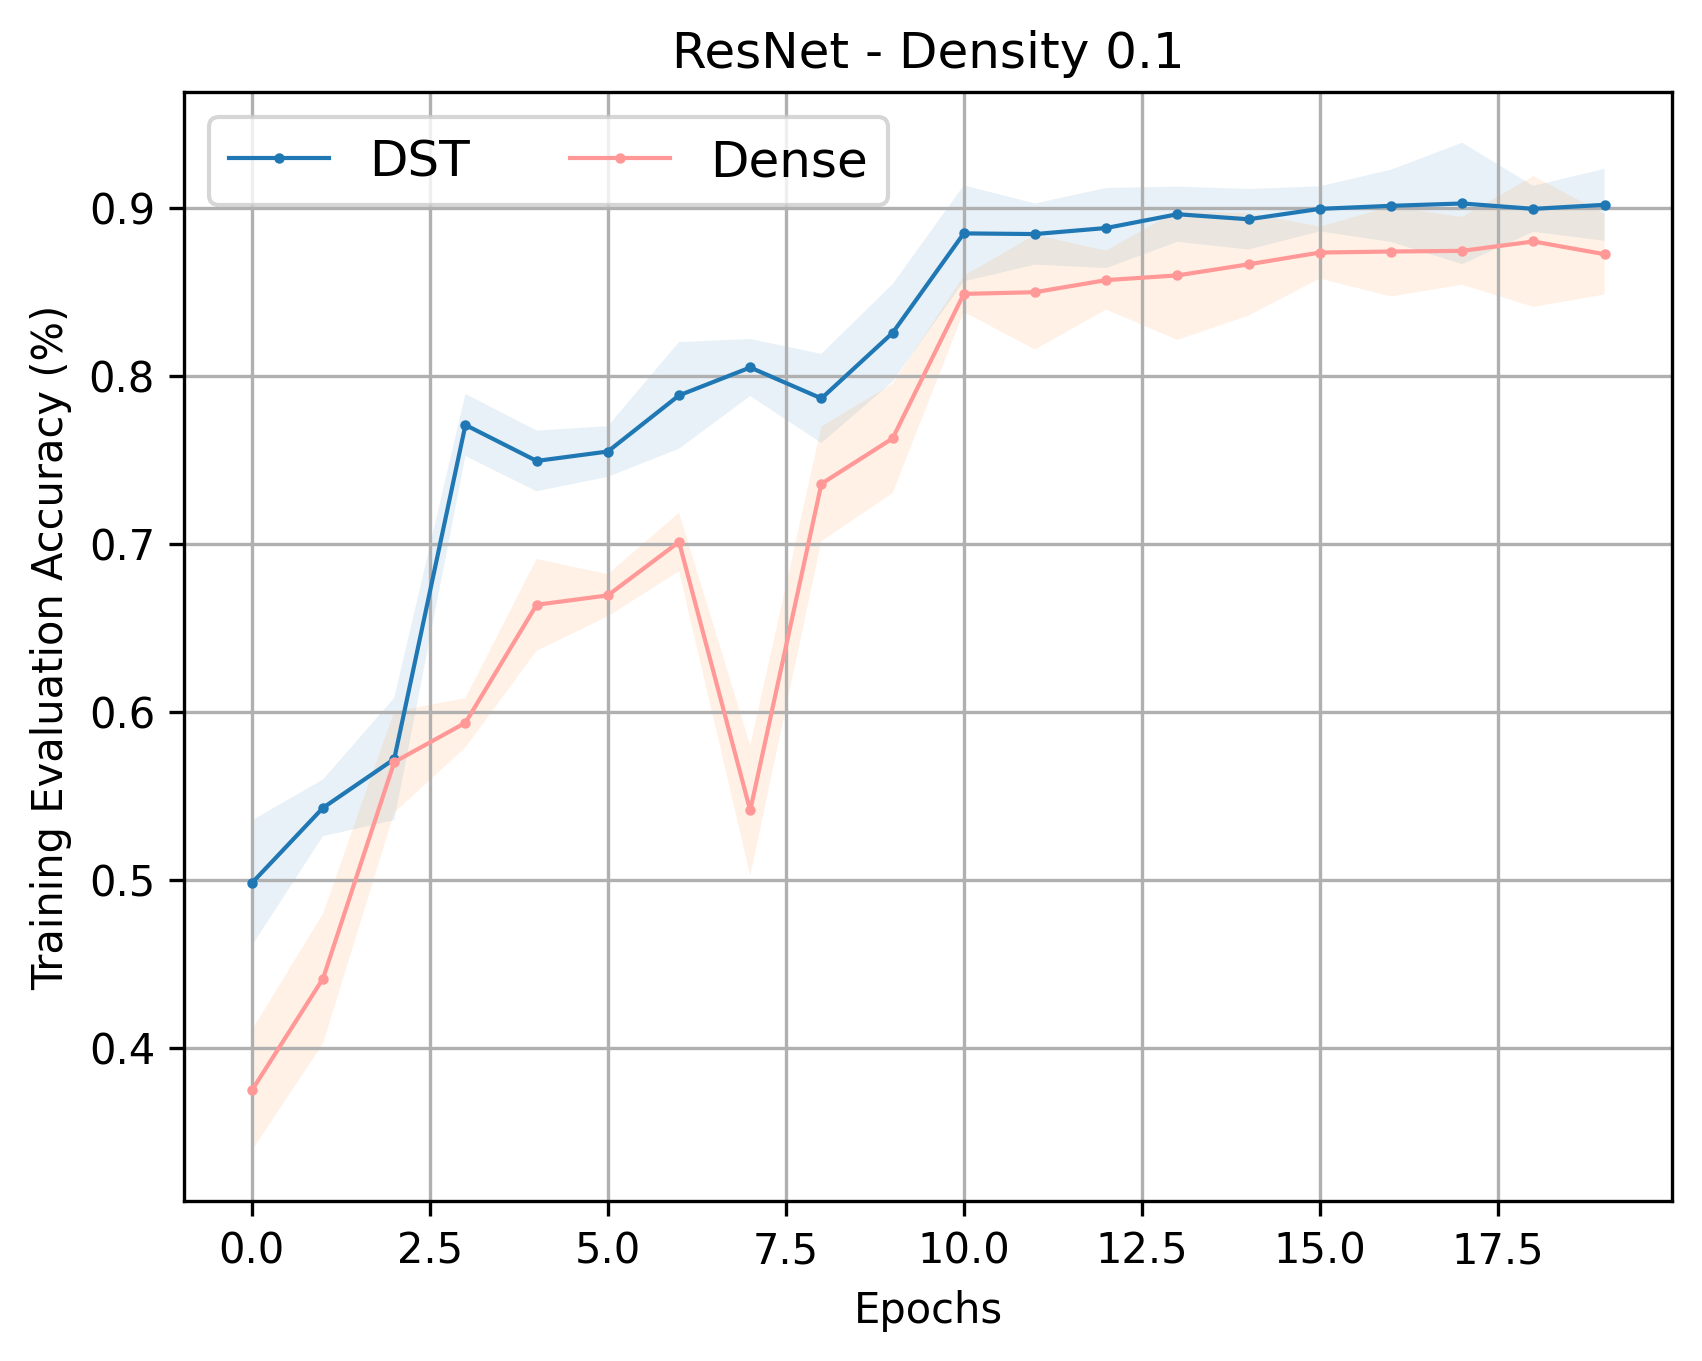 ResNet - Density 0.1
DST
Dense
Training Evaluation Accuracy (%)
0.9
0.8
0.7
0.6
0.5
0.4
0.0 2.5 5.0 7.5 10.0 12.5 15.0 17.5
Epochs